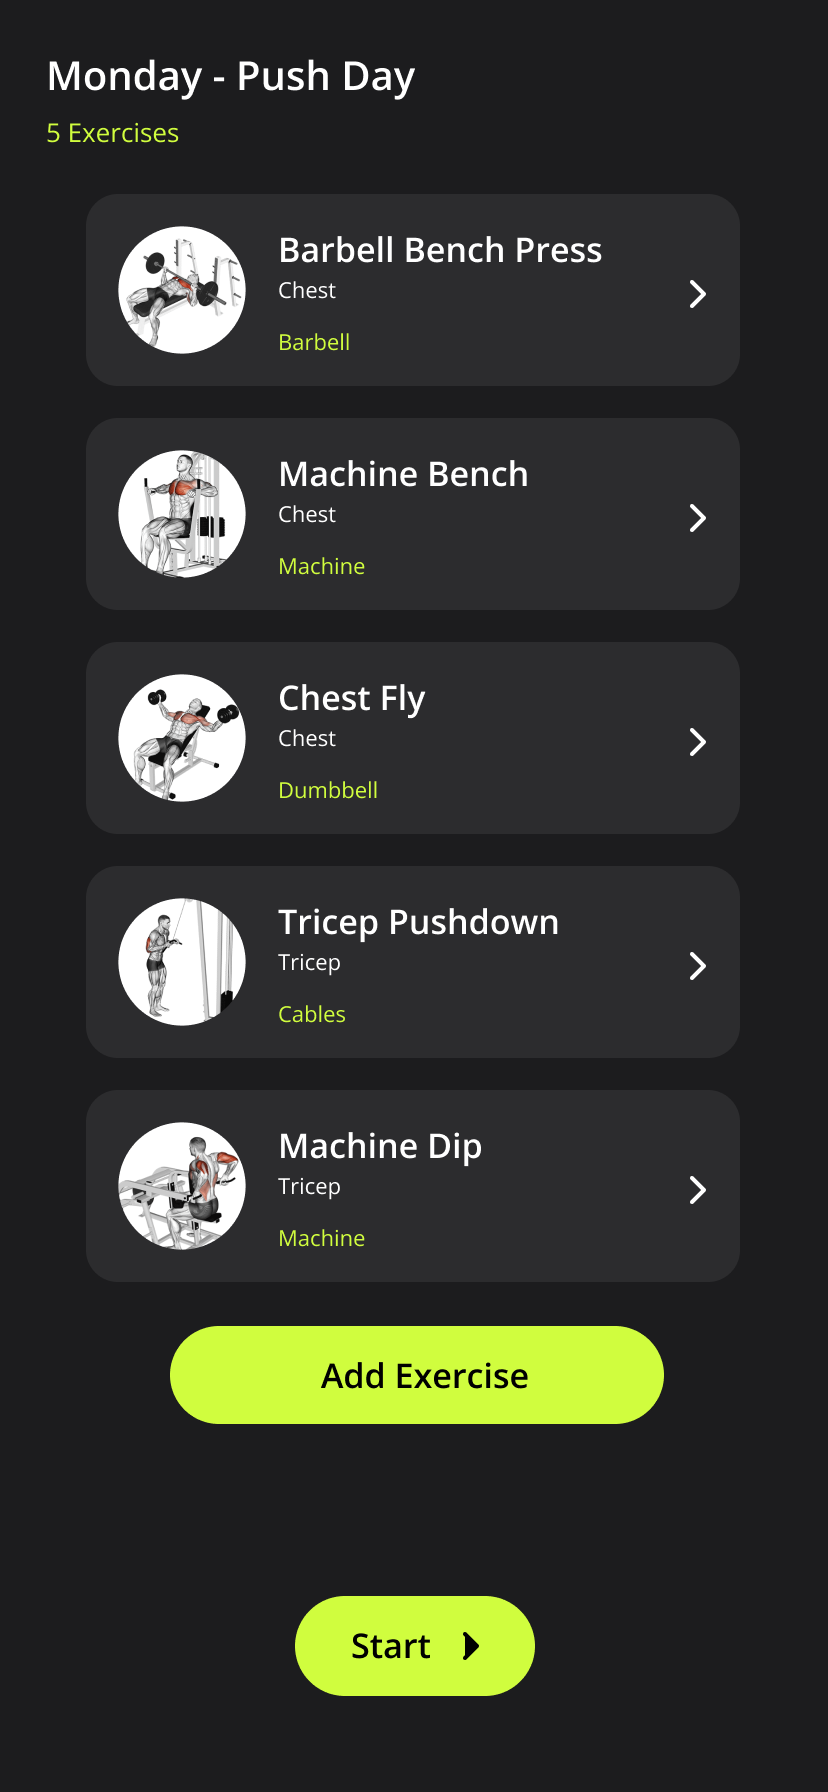 Monday - Push Day
5 Exercises
Barbell Bench Press
Chest
Barbell
Machine Bench
Chest
Machine
Chest Fly
Chest
Dumbbell
Tricep Pushdown
Tricep
Cables
Machine Dip
Tricep
Machine
Add Exercise
Start